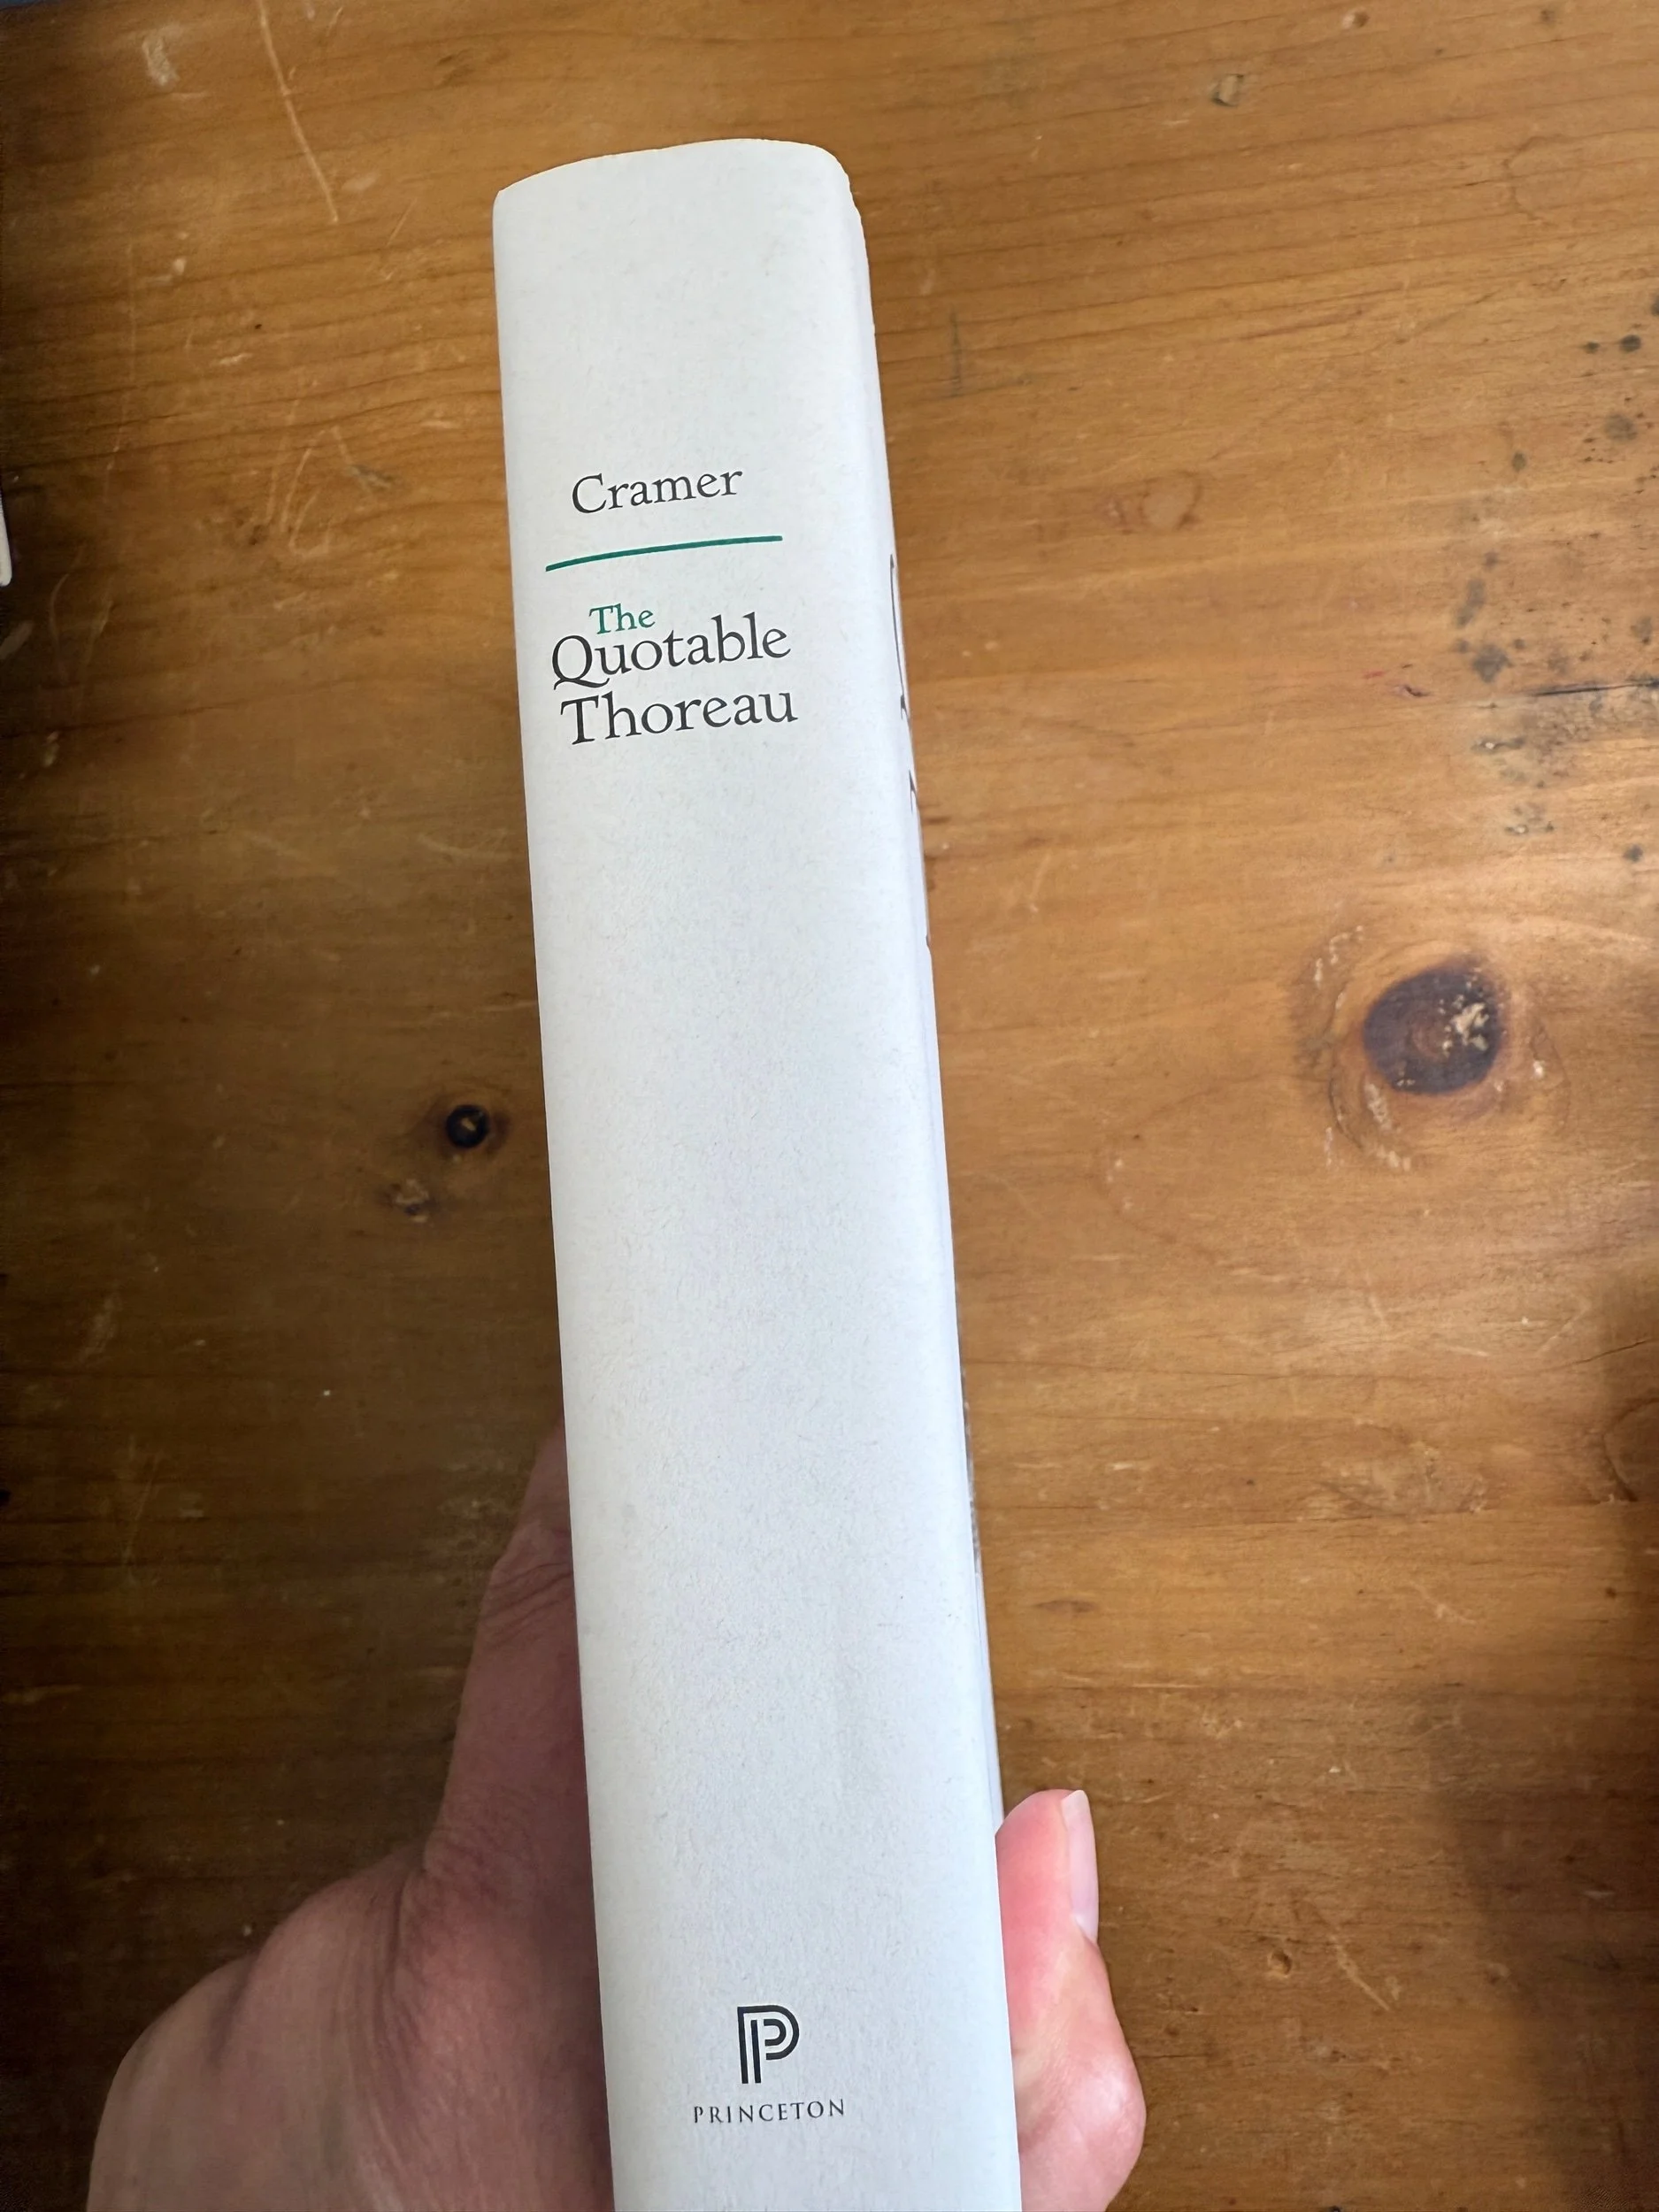 Cramer
The
Quotable
Thoreau
P
PRINCETON